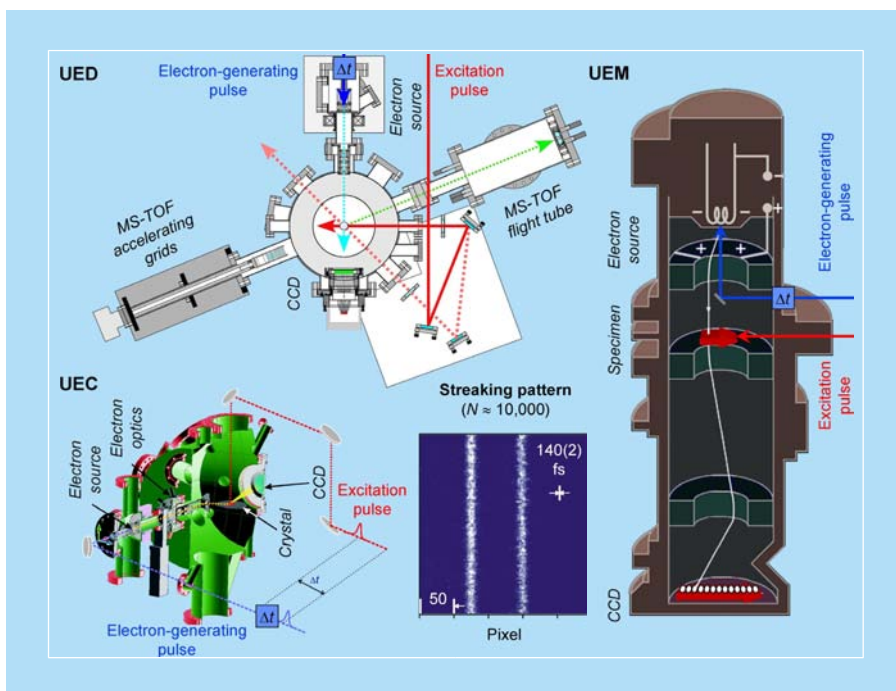 UED
Electron-generating
pulse
Δt
Electron
source
Excitation
pulse
MS-TOF
flight tube
MS-TOF
accelerating
grids
CCD
UEM
Electron
source
Electron-generating
pulse
Δt
Specimen
Excitation
pulse
CCD
UEC
Electron
source
Electron
optics
CCD
Excitation
pulse
Crystal
Δt
Δt
Electron-generating
pulse
Streaking pattern
(N ≈ 10,000)
140(2)
fs
50
Pixel